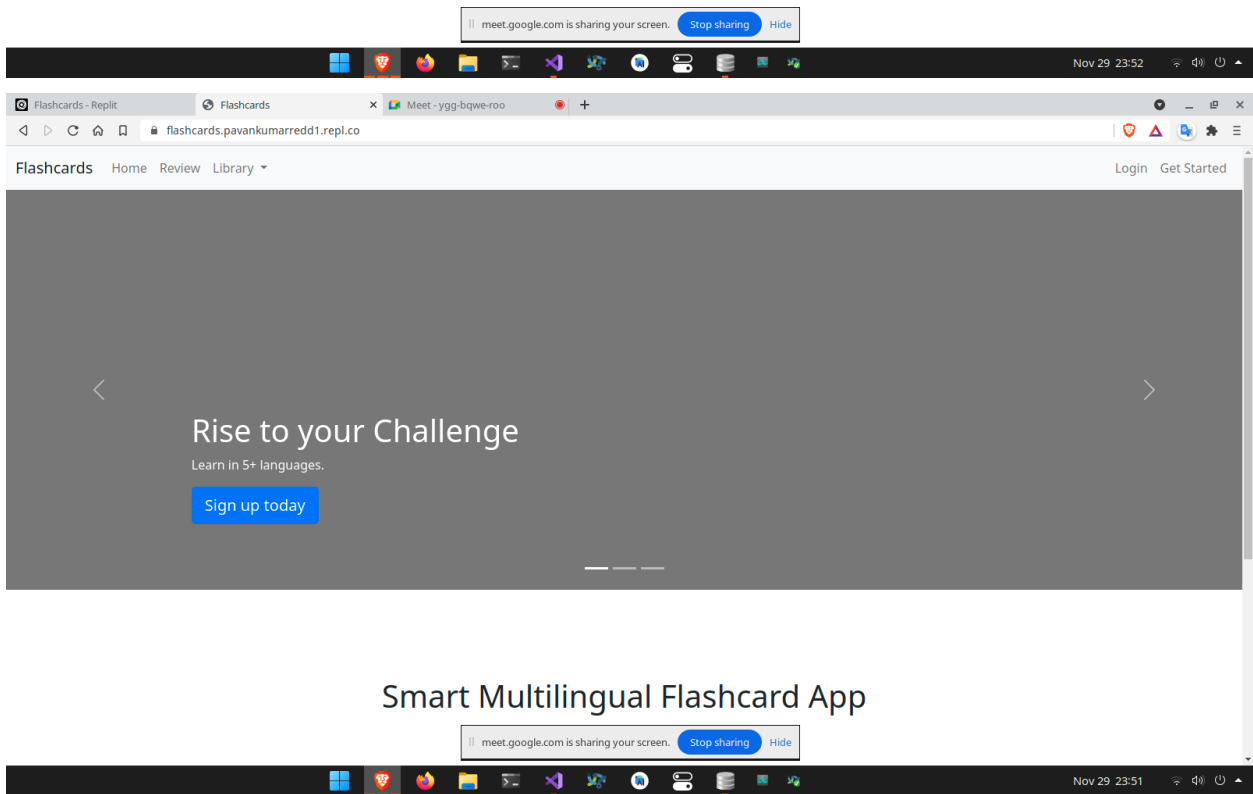 meet.google.com is sharing your screen. Stop sharing Hide
Nov 29 23:52
Flashcards - Replit Flashcards Meet - ygg-bqwe-roo
flashcards.pavankumarredd1.repl.co
Flashcards Home Review Library Login Get Started
Rise to your Challenge
Learn in 5+ languages.
Sign up today
Smart Multilingual Flashcard App
meet.google.com is sharing your screen. Stop sharing Hide
Nov 29 23:51